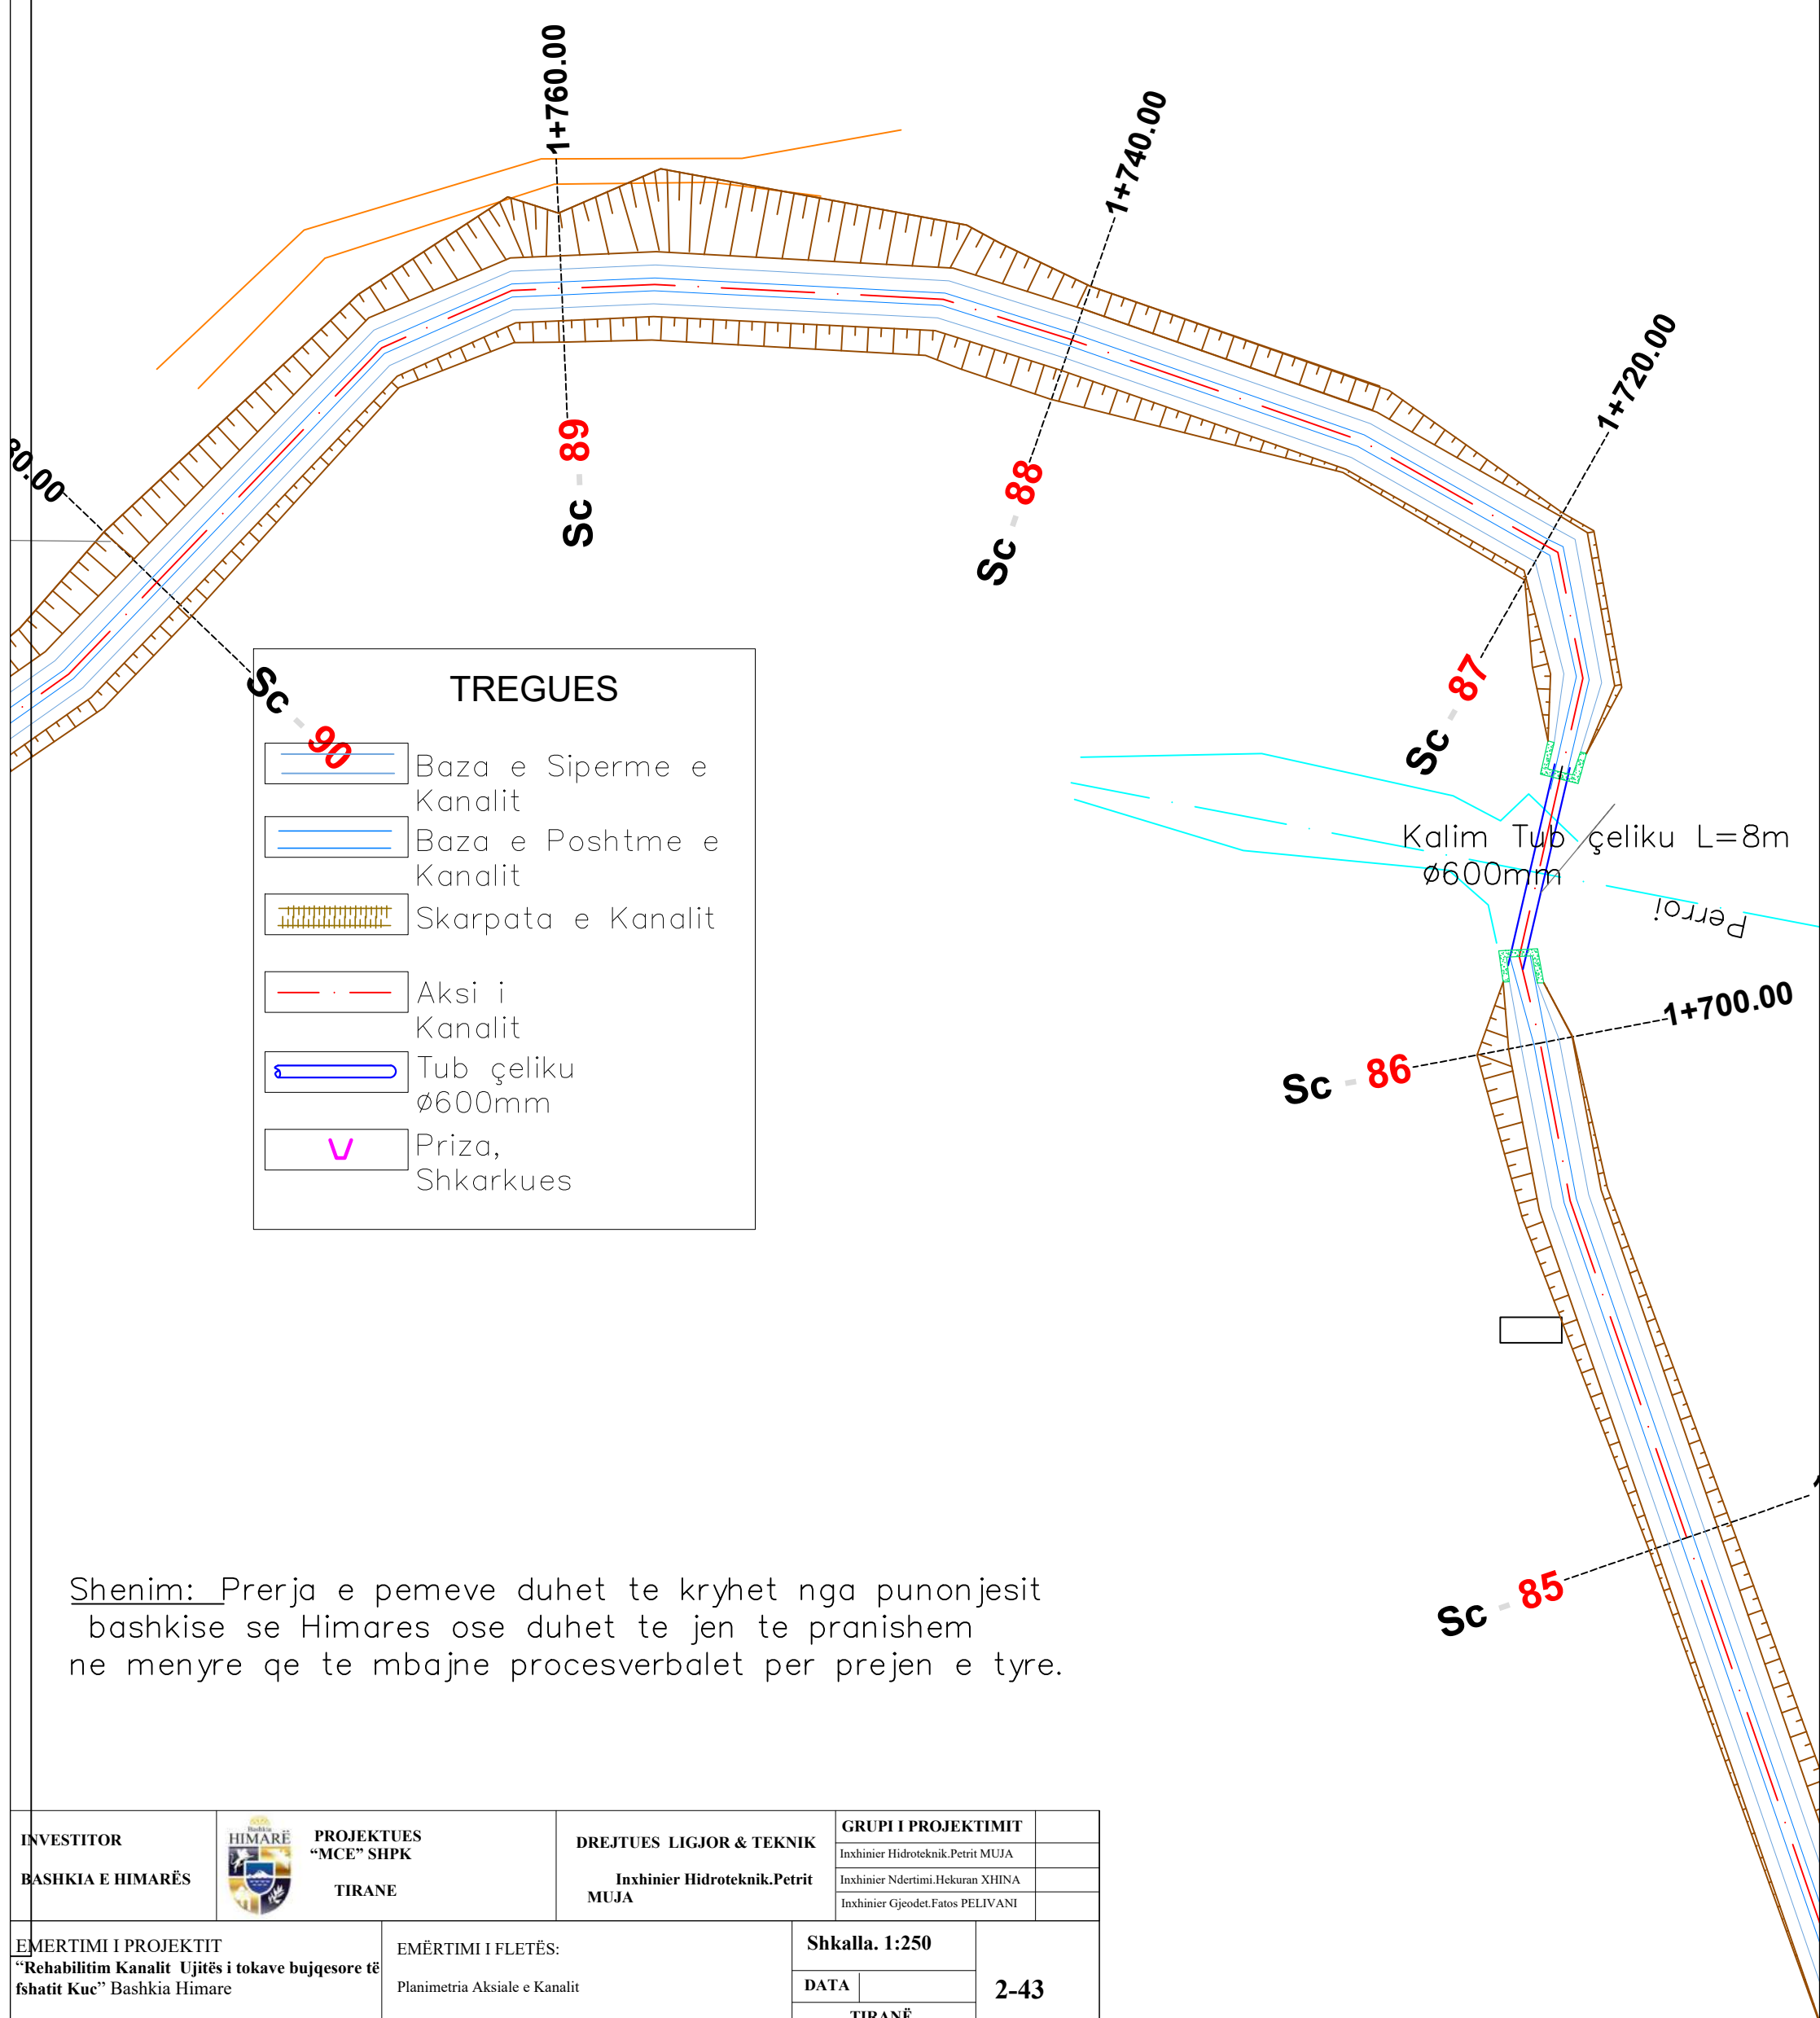 1+760.00
1+740.00
1+720.00
80.00
Sc - 89
Sc - 88
Sc - 87
Sc - 90
TREGUES
Baza e Siperme e
Kanalit
Baza e Poshtme e
Kanalit
Skarpata e Kanalit
Aksi i
Kanalit
Tub çeliku
ø600mm
Priza,
Shkarkues
Kalim Tub çeliku L=8m
ø600mm
Perroi
1+700.00
Sc - 86
Sc - 85
Shenim: Prerja e pemeve duhet te kryhet nga punonjesit
bashkise se Himares ose duhet te jen te pranishem
ne menyre qe te mbajne procesverbalet per prejen e tyre.
INVESTITOR
BASHKIA E HIMARËS
Bashkia
HIMARË
PROJEKTUES
“MCE” SHPK
TIRANE
DREJTUES LIGJOR & TEKNIK
Inxhinier Hidroteknik.Petrit
MUJA
GRUPI I PROJEKTIMIT
Inxhinier Hidroteknik.Petrit MUJA
Inxhinier Ndertimi.Hekuran XHINA
Inxhinier Gjeodet.Fatos PELIVANI
EMERTIMI I PROJEKTIT
“Rehabilitim Kanalit Ujitës i tokave bujqesore të
fshatit Kuc” Bashkia Himare
EMËRTIMI I FLETËS:
Planimetria Aksiale e Kanalit
Shkalla. 1:250
DATA
TIRANË
2-43